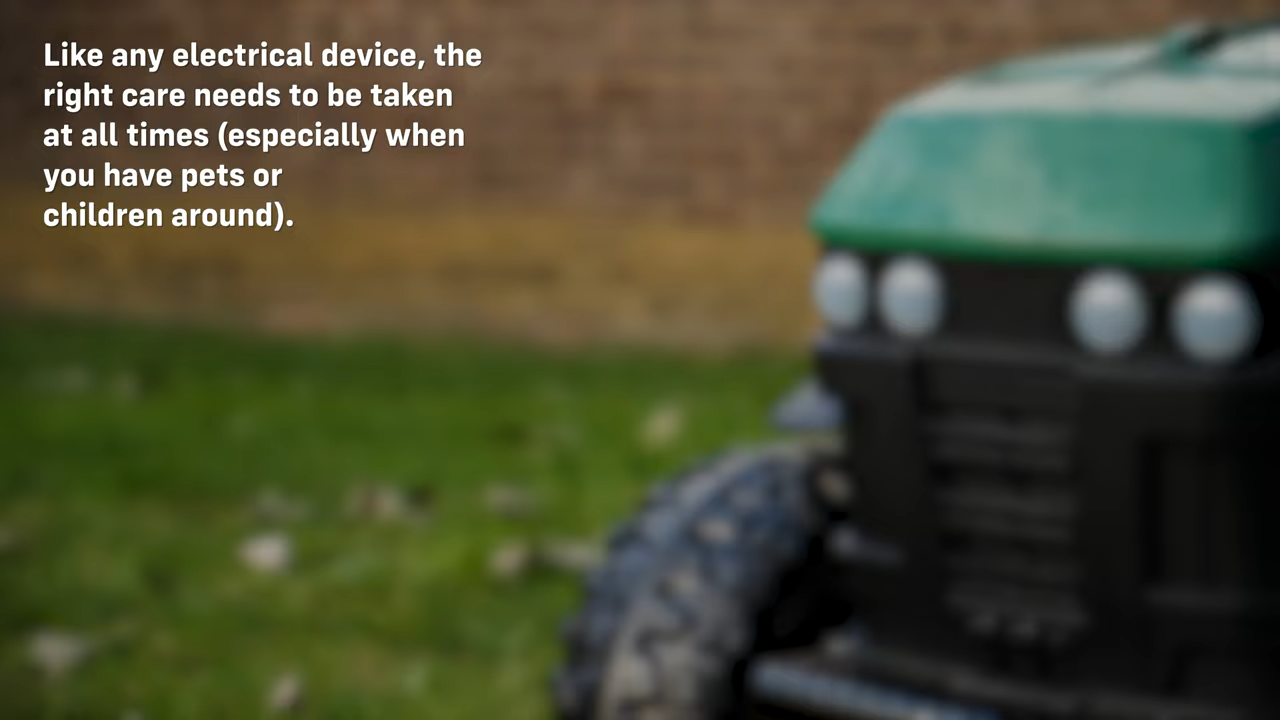 Like any electrical device, the
right care needs to be taken
at all times (especially when
you have pets or
children around).